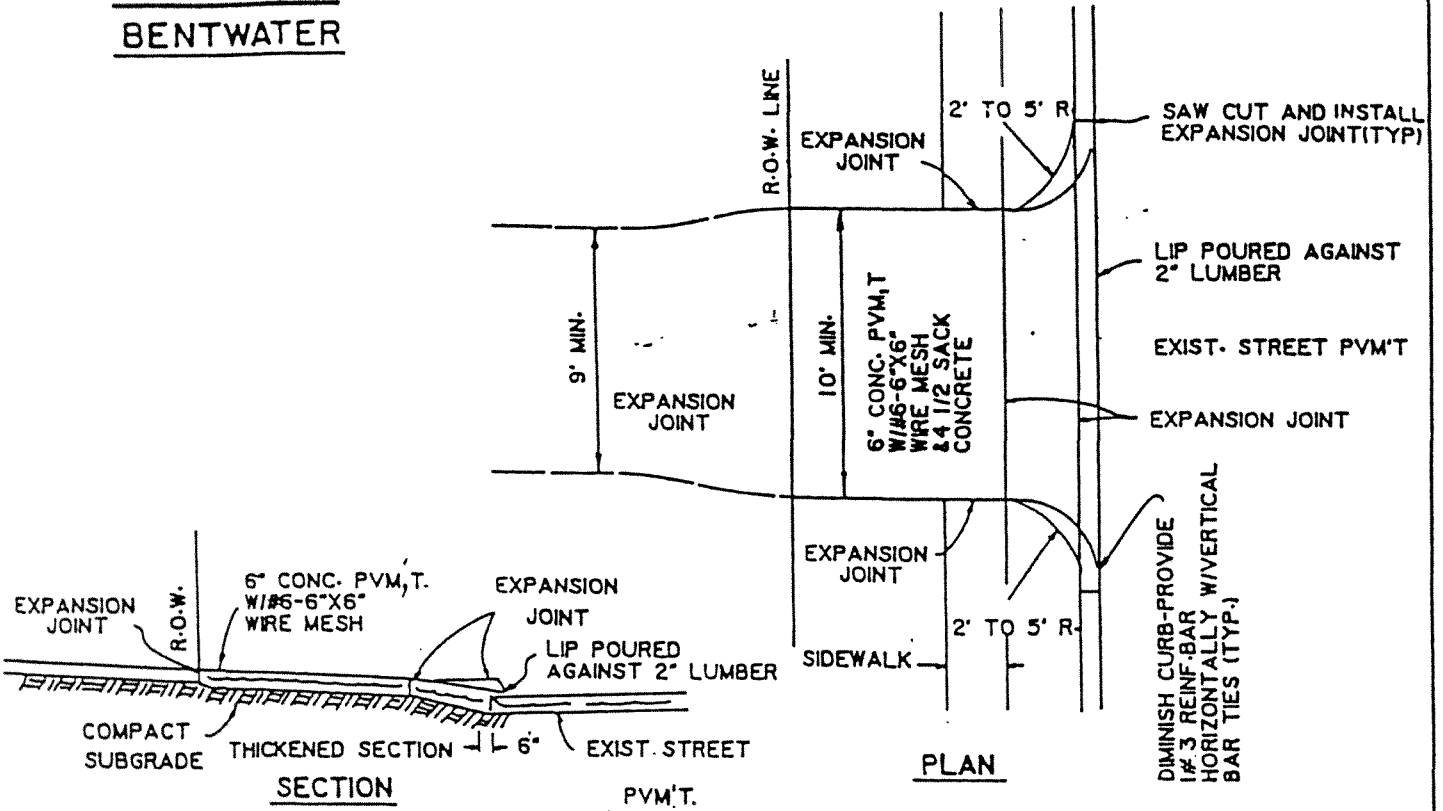 BENTWATER
R.O.W. LINE
EXPANSION
JOINT
2' TO 5' R
SAW CUT AND INSTALL
EXPANSION JOINT(TYP)
LIP POURED AGAINST
2" LUMBER
9' MIN.
EXPANSION
JOINT
10' MIN.
6" CONC. PVM,T
W/#6-6"X6"
WIRE MESH
&4 1/2 SACK
CONCRETE
EXIST. STREET PVM'T
EXPANSION JOINT
EXPANSION
JOINT
2' TO 5' R
SIDEWALK
DIMINISH CURB-PROVIDE
1#3 REINF.BAR
HORIZONTALLY W/VERTICAL
BAR TIES (TYP.)
PLAN
EXPANSION
JOINT
R.O.W.
6" CONC. PVM,T.
W/#6-6"X6"
WIRE MESH
EXPANSION
JOINT
LIP POURED
AGAINST 2" LUMBER
COMPACT
SUBGRADE
THICKENED SECTION
6"
EXIST. STREET
PVM'T.
SECTION